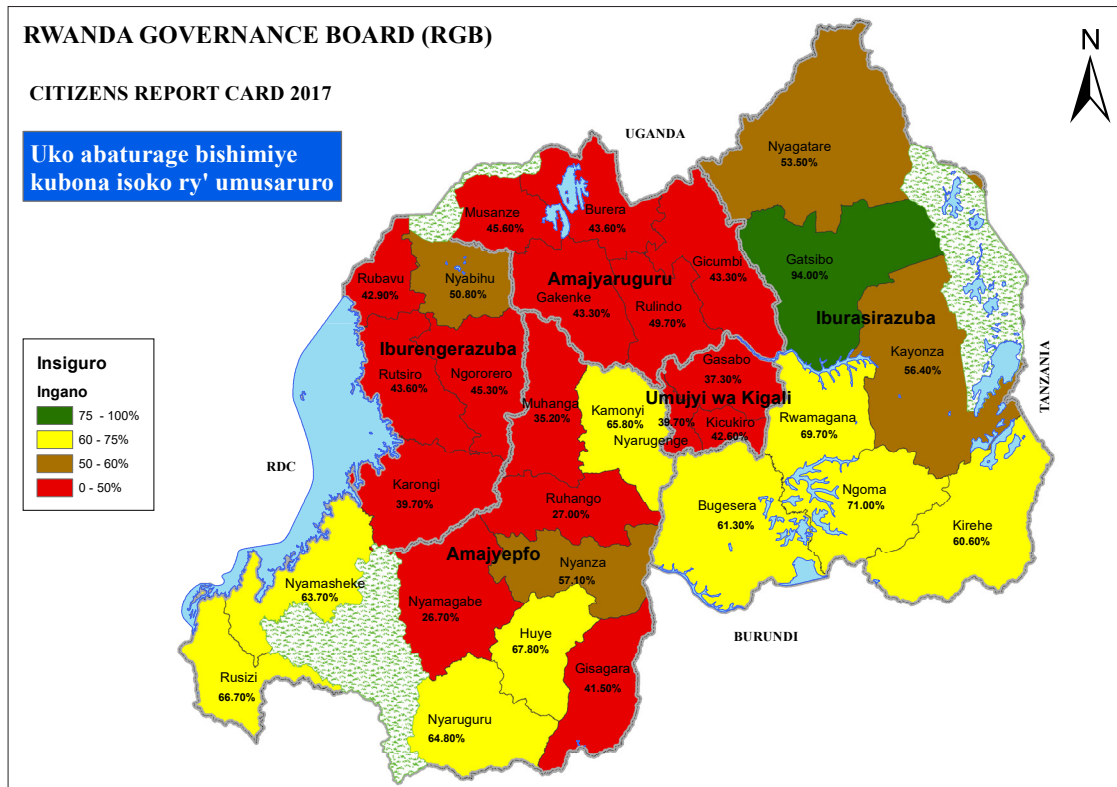 RWANDA GOVERNANCE BOARD (RGB)
CITIZENS REPORT CARD 2017
Uko abaturage bishimiye
kubona isoko ry' umusaruro
N
UGANDA
TANZANIA
BURUNDI
RDC
Nyagatare
53.50%
Musanze
45.60%
Burera
43.60%
Gicumbi
43.30%
Gatsibo
94.00%
Rubavu
42.90%
Nyabihu
50.80%
Amajyaruguru
Gakenke
43.30%
Rulindo
49.70%
Iburasirazuba
Kayonza
56.40%
Iburengerazuba
Rutsiro
43.60%
Ngororero
45.30%
Gasabo
37.30%
Muhanga
35.20%
Kamonyi
65.80%
Umujyi wa Kigali
Nyarugenge
39.70%
Kicukiro
42.60%
Rwamagana
69.70%
Karongi
39.70%
Ruhango
27.00%
Bugesera
61.30%
Ngoma
71.00%
Kirehe
60.60%
Amajyepfo
Nyanza
57.10%
Nyamasheke
63.70%
Nyamagabe
26.70%
Huye
67.80%
Gisagara
41.50%
Rusizi
66.70%
Nyaruguru
64.80%
Insiguro
Ingano
75 - 100%
60 - 75%
50 - 60%
0 - 50%